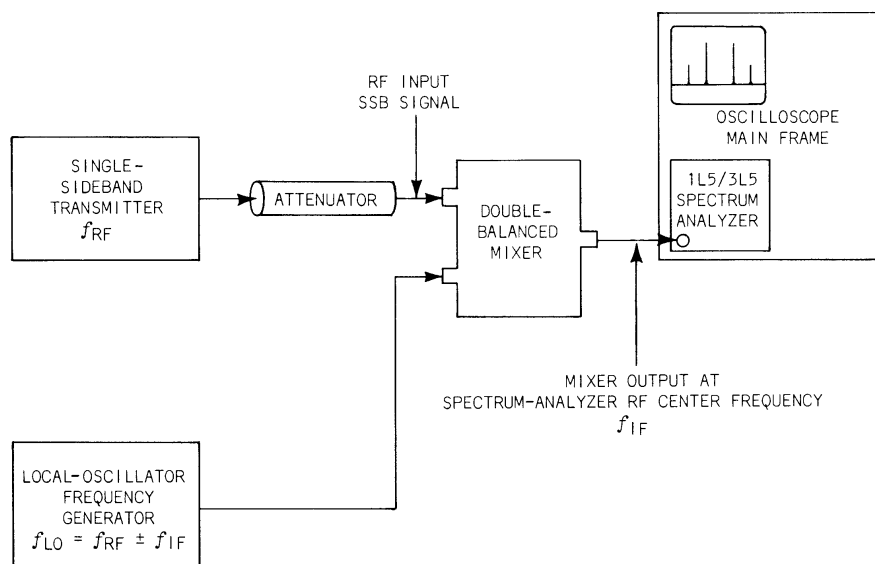 RF INPUT
SSB SIGNAL
OSCILLOSCOPE
MAIN FRAME
SINGLE-
SIDEBAND
TRANSMITTER
fRF
ATTENUATOR
DOUBLE-
BALANCED
MIXER
1L5/3L5
SPECTRUM
ANALYZER
MIXER OUTPUT AT
SPECTRUM-ANALYZER RF CENTER FREQUENCY
fIF
LOCAL-OSCILLATOR
FREQUENCY
GENERATOR
fLO = fRF ± fIF